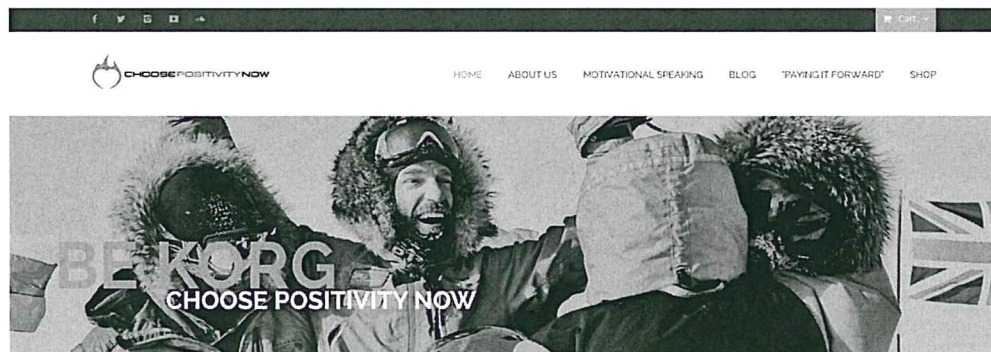 Cart
CHOOSEPOSITIVITYNOW
HOME ABOUT US MOTIVATIONAL SPEAKING BLOG "PAYING IT FORWARD" SHOP
BE KORG
CHOOSE POSITIVITY NOW